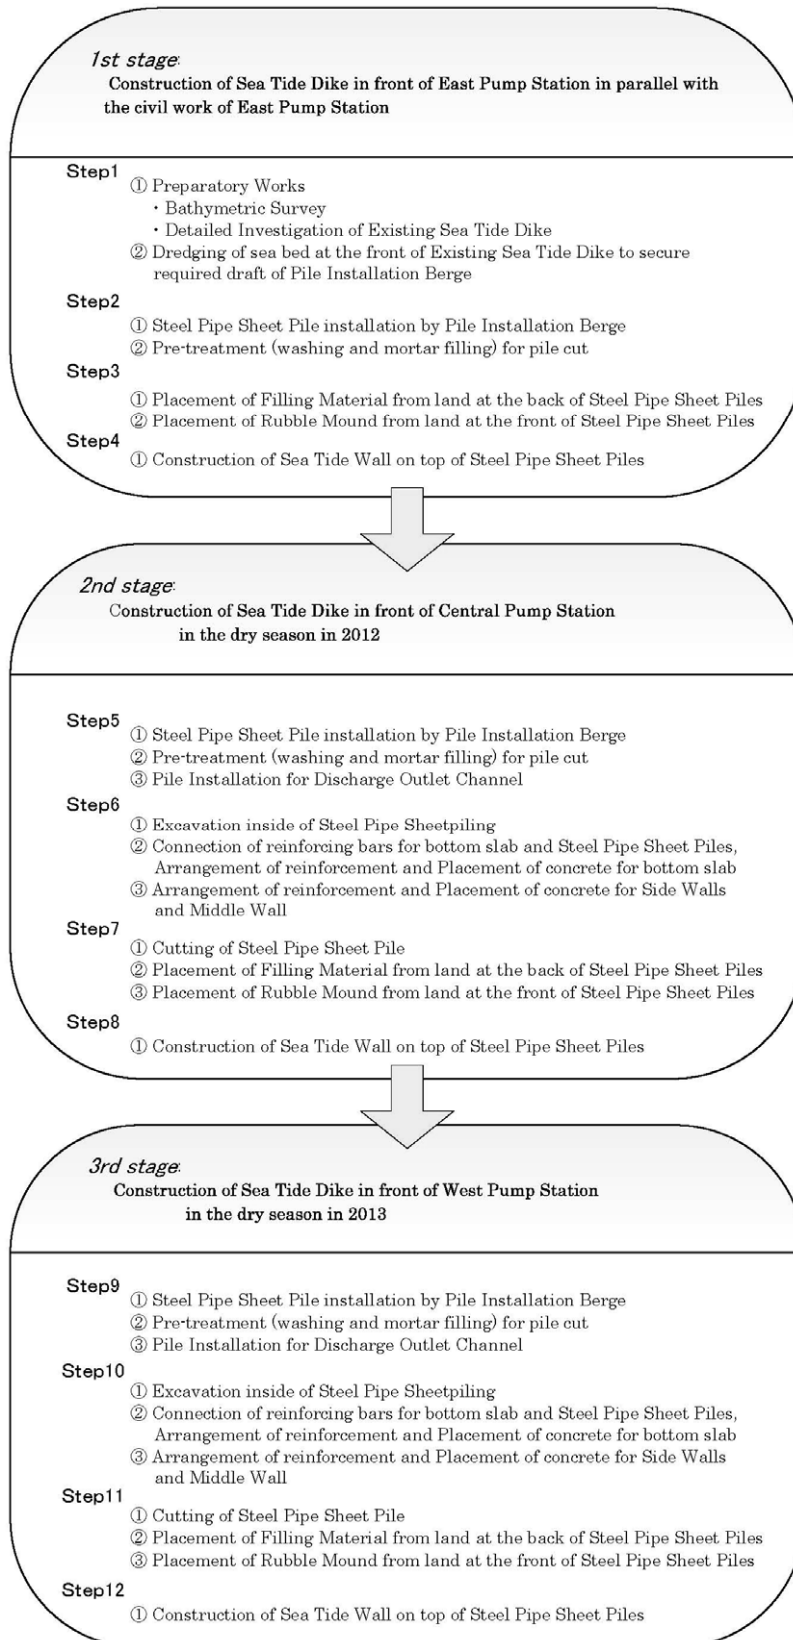 1st stage:
Construction of Sea Tide Dike in front of East Pump Station in parallel with
the civil work of East Pump Station
Step1
① Preparatory Works
・Bathymetric Survey
・Detailed Investigation of Existing Sea Tide Dike
② Dredging of sea bed at the front of Existing Sea Tide Dike to secure
required draft of Pile Installation Berge
Step2
① Steel Pipe Sheet Pile installation by Pile Installation Berge
② Pre-treatment (washing and mortar filling) for pile cut
Step3
① Placement of Filling Material from land at the back of Steel Pipe Sheet Piles
② Placement of Rubble Mound from land at the front of Steel Pipe Sheet Piles
Step4
① Construction of Sea Tide Wall on top of Steel Pipe Sheet Piles
2nd stage:
Construction of Sea Tide Dike in front of Central Pump Station
in the dry season in 2012
Step5
① Steel Pipe Sheet Pile installation by Pile Installation Berge
② Pre-treatment (washing and mortar filling) for pile cut
③ Pile Installation for Discharge Outlet Channel
Step6
① Excavation inside of Steel Pipe Sheetpiling
② Connection of reinforcing bars for bottom slab and Steel Pipe Sheet Piles,
Arrangement of reinforcement and Placement of concrete for bottom slab
③ Arrangement of reinforcement and Placement of concrete for Side Walls
and Middle Wall
Step7
① Cutting of Steel Pipe Sheet Pile
② Placement of Filling Material from land at the back of Steel Pipe Sheet Piles
③ Placement of Rubble Mound from land at the front of Steel Pipe Sheet Piles
Step8
① Construction of Sea Tide Wall on top of Steel Pipe Sheet Piles
3rd stage:
Construction of Sea Tide Dike in front of West Pump Station
in the dry season in 2013
Step9
① Steel Pipe Sheet Pile installation by Pile Installation Berge
② Pre-treatment (washing and mortar filling) for pile cut
③ Pile Installation for Discharge Outlet Channel
Step10
① Excavation inside of Steel Pipe Sheetpiling
② Connection of reinforcing bars for bottom slab and Steel Pipe Sheet Piles,
Arrangement of reinforcement and Placement of concrete for bottom slab
③ Arrangement of reinforcement and Placement of concrete for Side Walls
and Middle Wall
Step11
① Cutting of Steel Pipe Sheet Pile
② Placement of Filling Material from land at the back of Steel Pipe Sheet Piles
③ Placement of Rubble Mound from land at the front of Steel Pipe Sheet Piles
Step12
① Construction of Sea Tide Wall on top of Steel Pipe Sheet Piles